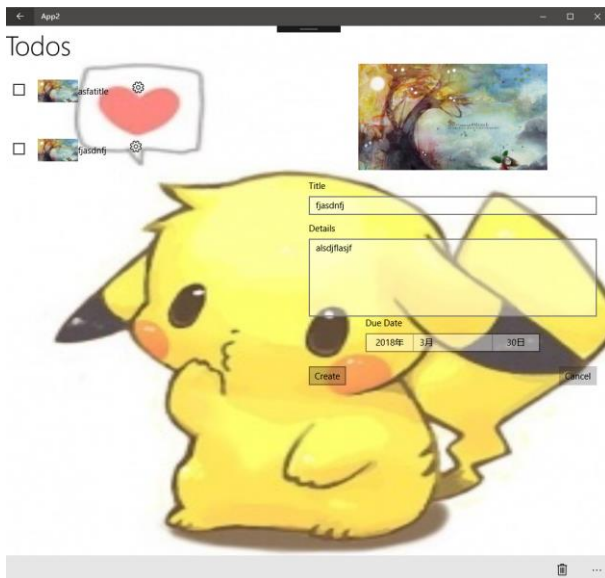 App2
Todos
asfatitle
fjasdnfj
Title
fjasdnfj
Details
alsdjflasjf
Due Date
2018年 3月 30日
Create
Cancel